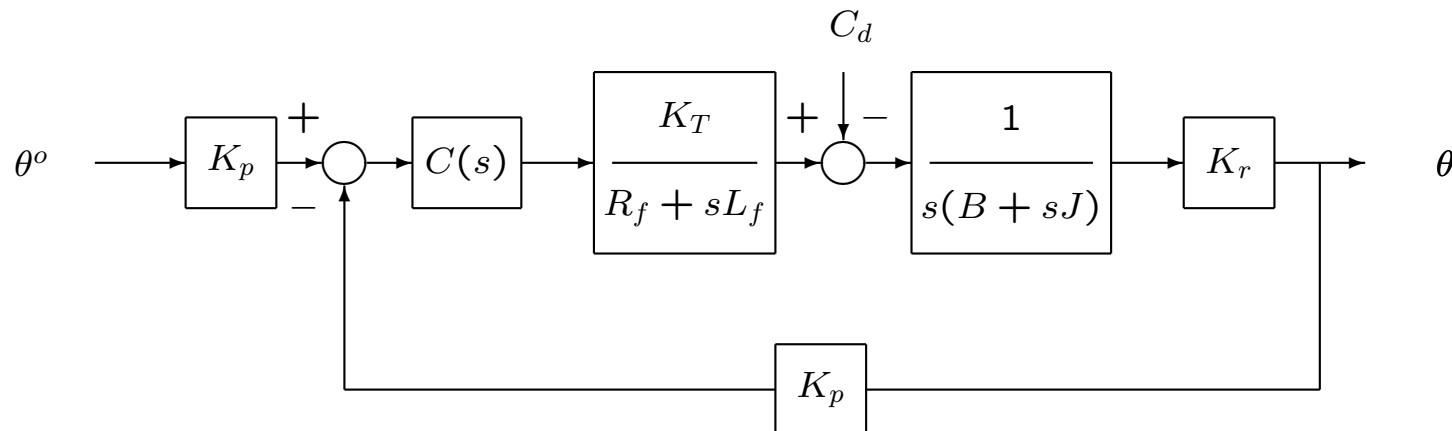 C_d
θ^o
K_p
+
−
C(s)
K_T
R_f + sL_f
+
−
1
s(B + sJ)
K_r
θ
K_p